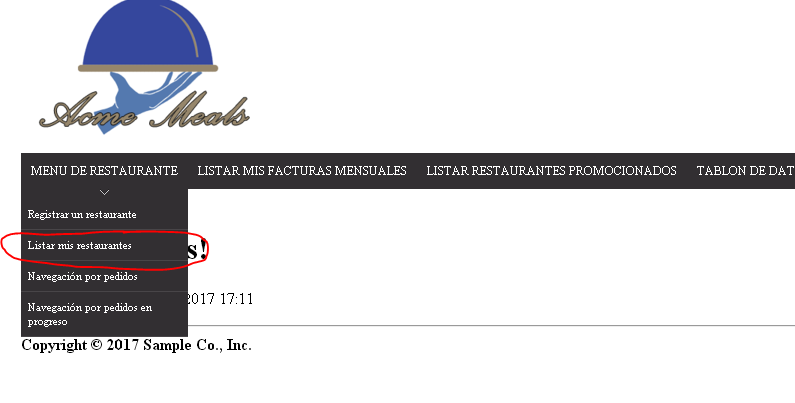 Acme Meals
MENU DE RESTAURANTE LISTAR MIS FACTURAS MENSUALES LISTAR RESTAURANTES PROMOCIONADOS TABLON DE DAT
Registrar un restaurante
Listar mis restaurantes
s!
Navegación por pedidos
2017 17:11
Navegación por pedidos en
progreso
Copyright © 2017 Sample Co., Inc.